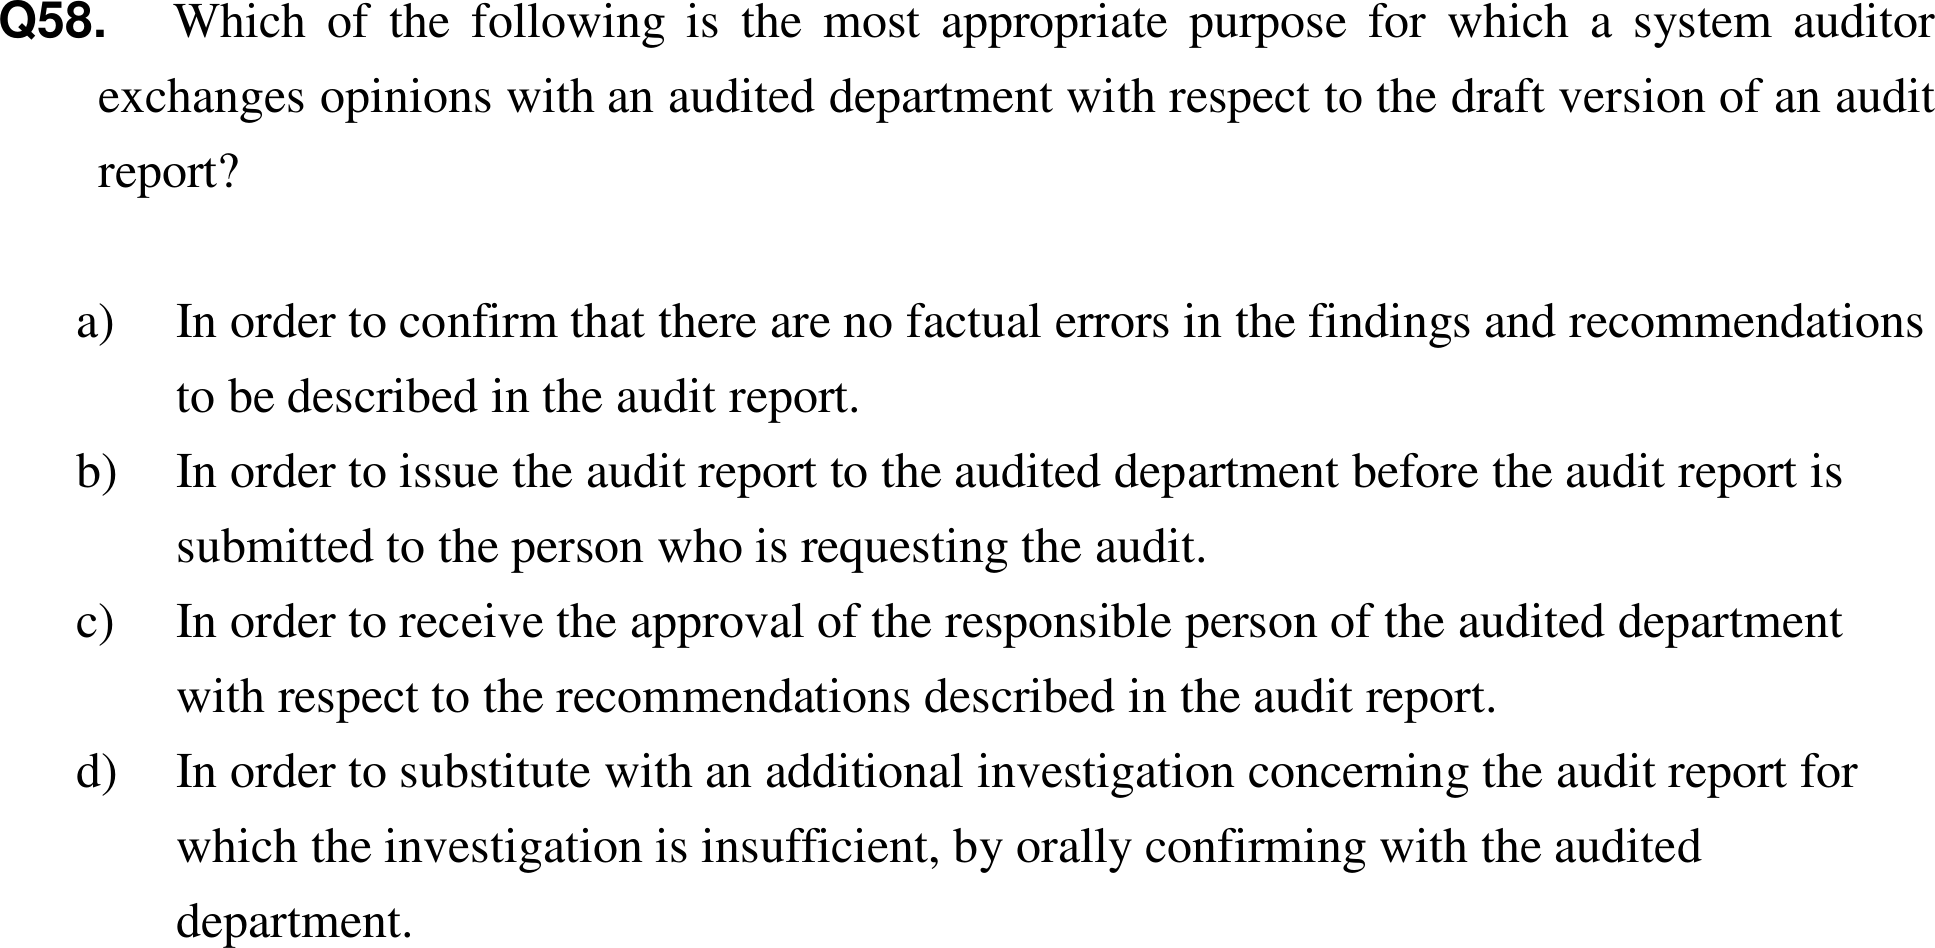 Q58. Which of the following is the most appropriate purpose for which a system auditor
exchanges opinions with an audited department with respect to the draft version of an audit
report?
a) In order to confirm that there are no factual errors in the findings and recommendations
to be described in the audit report.
b) In order to issue the audit report to the audited department before the audit report is
submitted to the person who is requesting the audit.
c) In order to receive the approval of the responsible person of the audited department
with respect to the recommendations described in the audit report.
d) In order to substitute with an additional investigation concerning the audit report for
which the investigation is insufficient, by orally confirming with the audited
department.